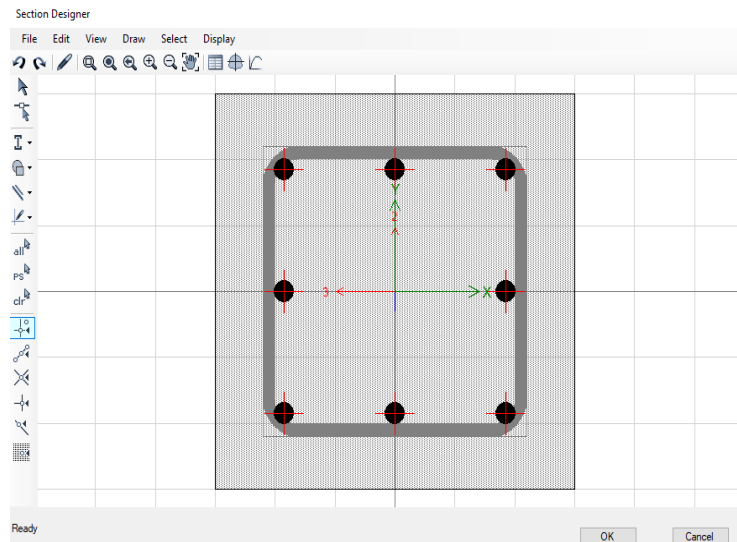 Section Designer
File Edit View Draw Select Display
Y
2
3
X
all
PS
clr
Ready
OK Cancel